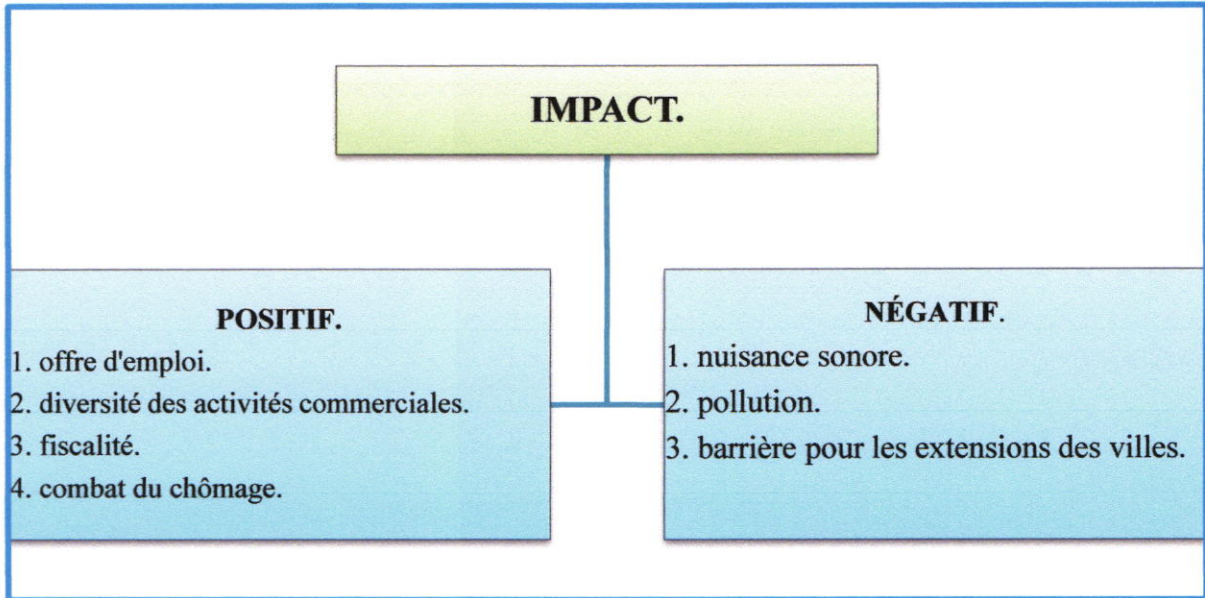 IMPACT.
POSITIF.
1. offre d'emploi.
2. diversité des activités commerciales.
3. fiscalité.
4. combat du chômage.
NÉGATIF.
1. nuisance sonore.
2. pollution.
3. barrière pour les extensions des villes.